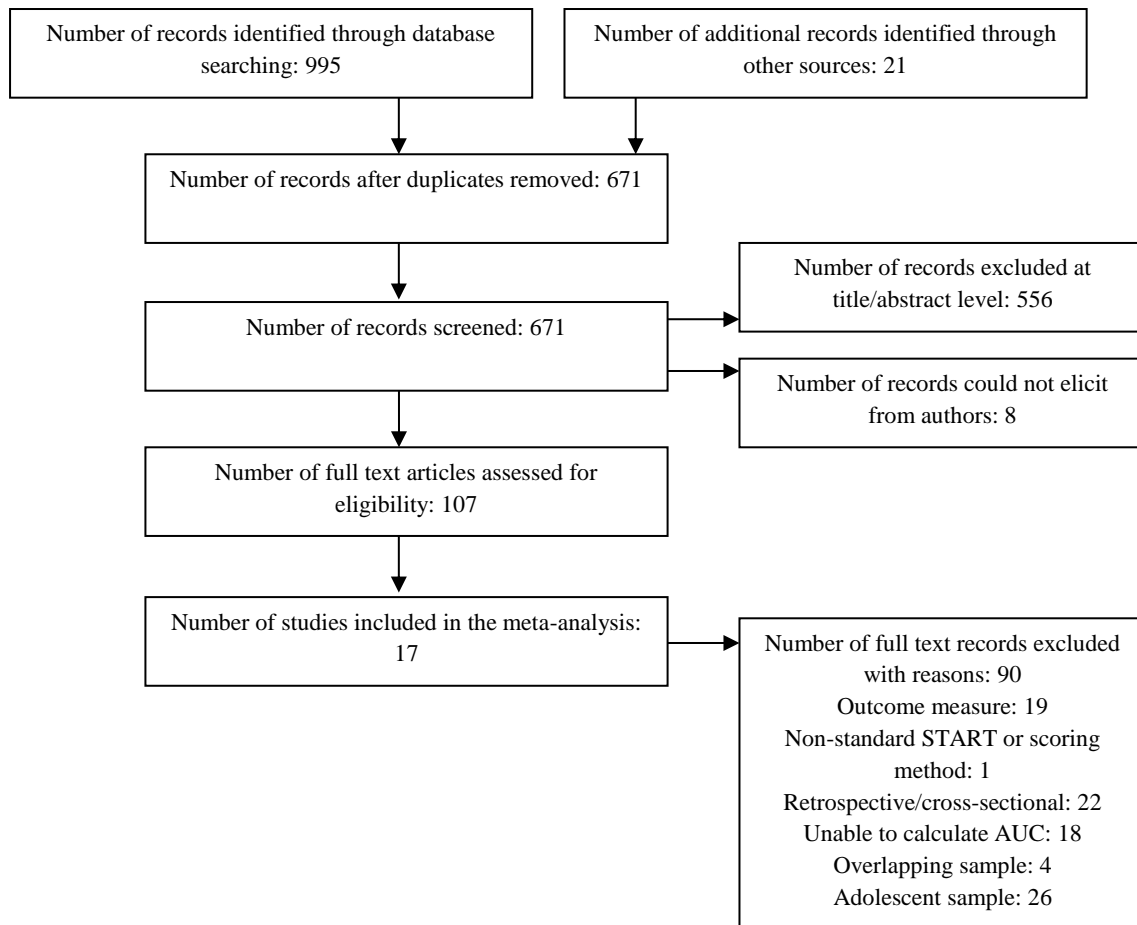 Number of records identified through database
searching: 995
Number of additional records identified through
other sources: 21
Number of records after duplicates removed: 671
Number of records excluded at
title/abstract level: 556
Number of records screened: 671
Number of records could not elicit
from authors: 8
Number of full text articles assessed for
eligibility: 107
Number of studies included in the meta-analysis:
17
Number of full text records excluded
with reasons: 90
Outcome measure: 19
Non-standard START or scoring
method: 1
Retrospective/cross-sectional: 22
Unable to calculate AUC: 18
Overlapping sample: 4
Adolescent sample: 26